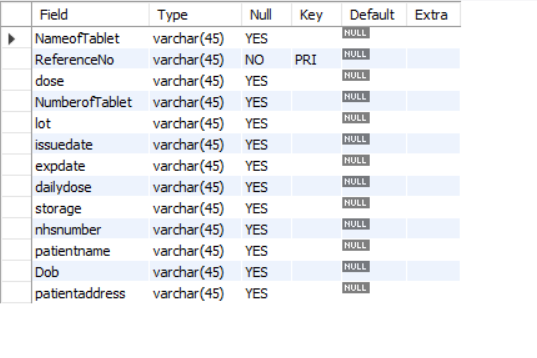 Field Type Null Key Default Extra
NameofTablet varchar(45) YES NULL
ReferenceNo varchar(45) NO PRI NULL
dose varchar(45) YES NULL
NumberofTablet varchar(45) YES NULL
lot varchar(45) YES NULL
issuedate varchar(45) YES NULL
expdate varchar(45) YES NULL
dailydose varchar(45) YES NULL
storage varchar(45) YES NULL
nhsnumber varchar(45) YES NULL
patientname varchar(45) YES NULL
Dob varchar(45) YES NULL
patientaddress varchar(45) YES NULL